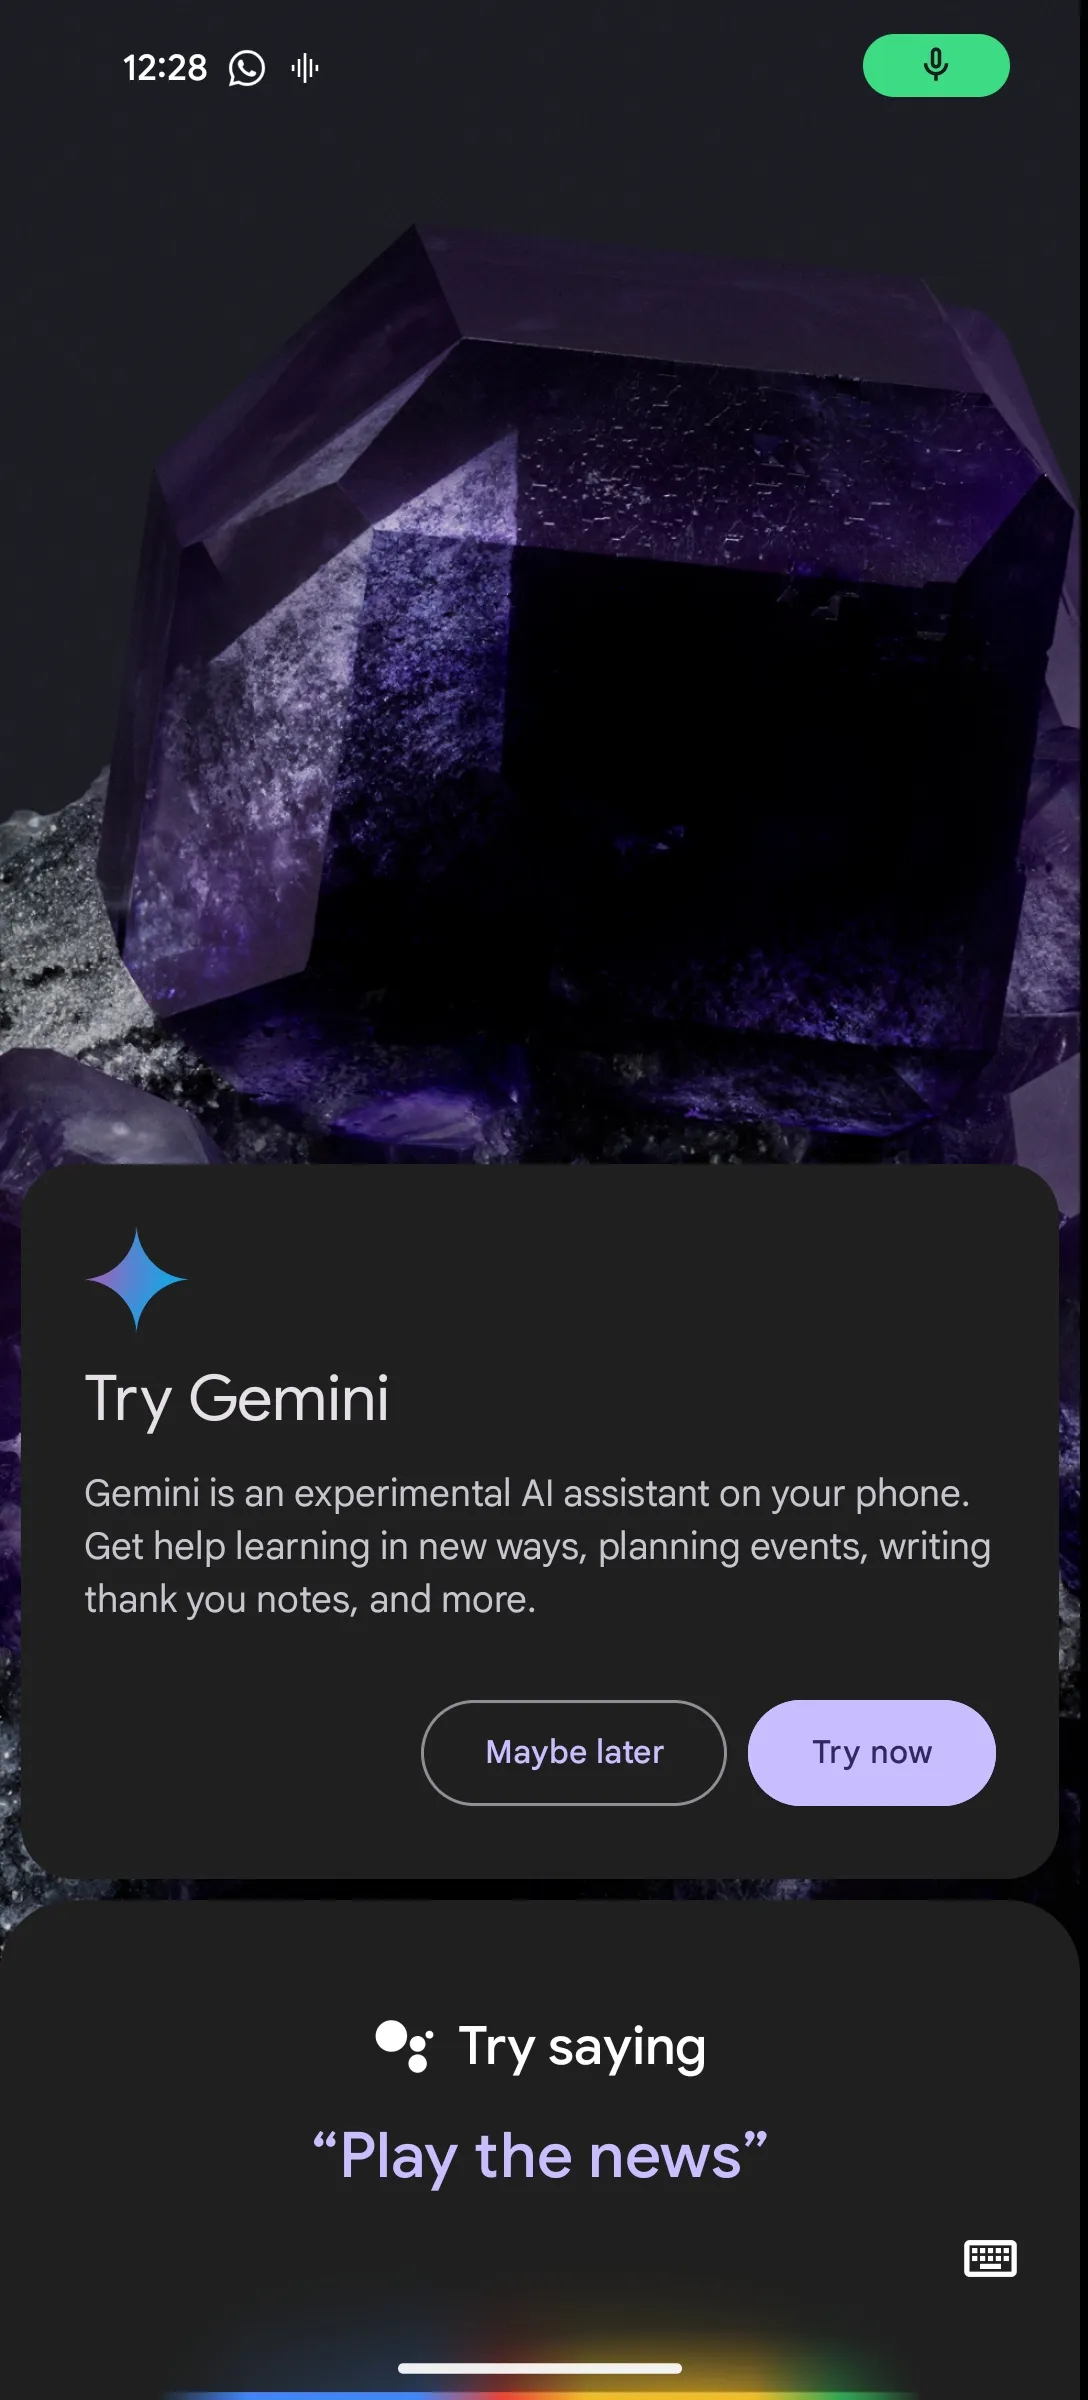 12:28
Try Gemini
Gemini is an experimental AI assistant on your phone.
Get help learning in new ways, planning events, writing
thank you notes, and more.
Maybe later
Try now
Try saying
“Play the news”